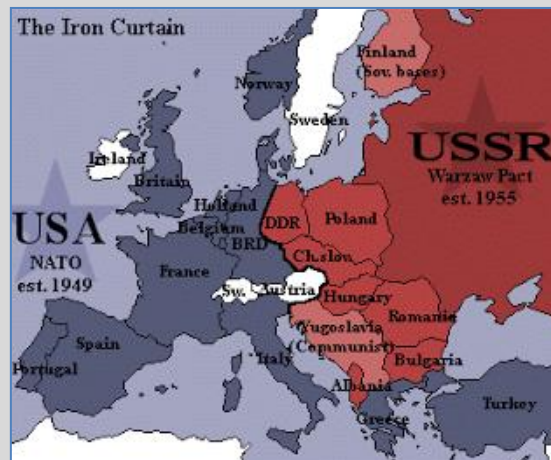 The Iron Curtain
Finland
(Sov. bases)
Norway
Sweden
USSR
Warzaw Pact
est. 1955
Ireland
Britain
Holland
DDR
Poland
USA
NATO
est. 1949
Belgium
BRD
Ch.slov.
France
Sw.
Austria
Hungary
Romania
Yugoslavia
(Communist)
Spain
Portugal
Italy
Bulgaria
Albania
Greece
Turkey